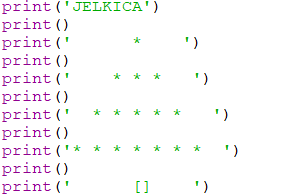 print('JELKICA')
print()
print('       *    ')
print()
print('    * * *   ')
print()
print('  * * * * *   ')
print()
print('* * * * * * *  ')
print()
print('       []    ')